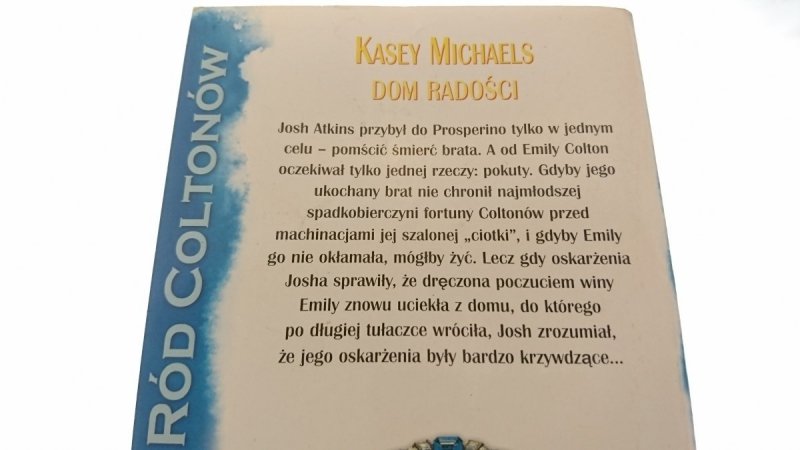 KASEY MICHAELS
DOM RADOŚCI
Josh Atkins przybył do Prosperino tylko w jednym
celu – pomścić śmierć brata. A od Emily Colton
oczekiwał tylko jednej rzeczy: pokuty. Gdyby jego
ukochany brat nie chronił najmłodszej
spadkobierczyni fortuny Coltonów przed
machinacjami jej szalonej „ciotki”, i gdyby Emily
go nie okłamała, mógłby żyć. Lecz gdy oskarżenia
Josha sprawiły, że dręczona poczuciem winy
Emily znowu uciekła z domu, do którego
po długiej tułaczce wróciła, Josh zrozumiał,
że jego oskarżenia były bardzo krzywdzące...
RÓD COLTONÓW